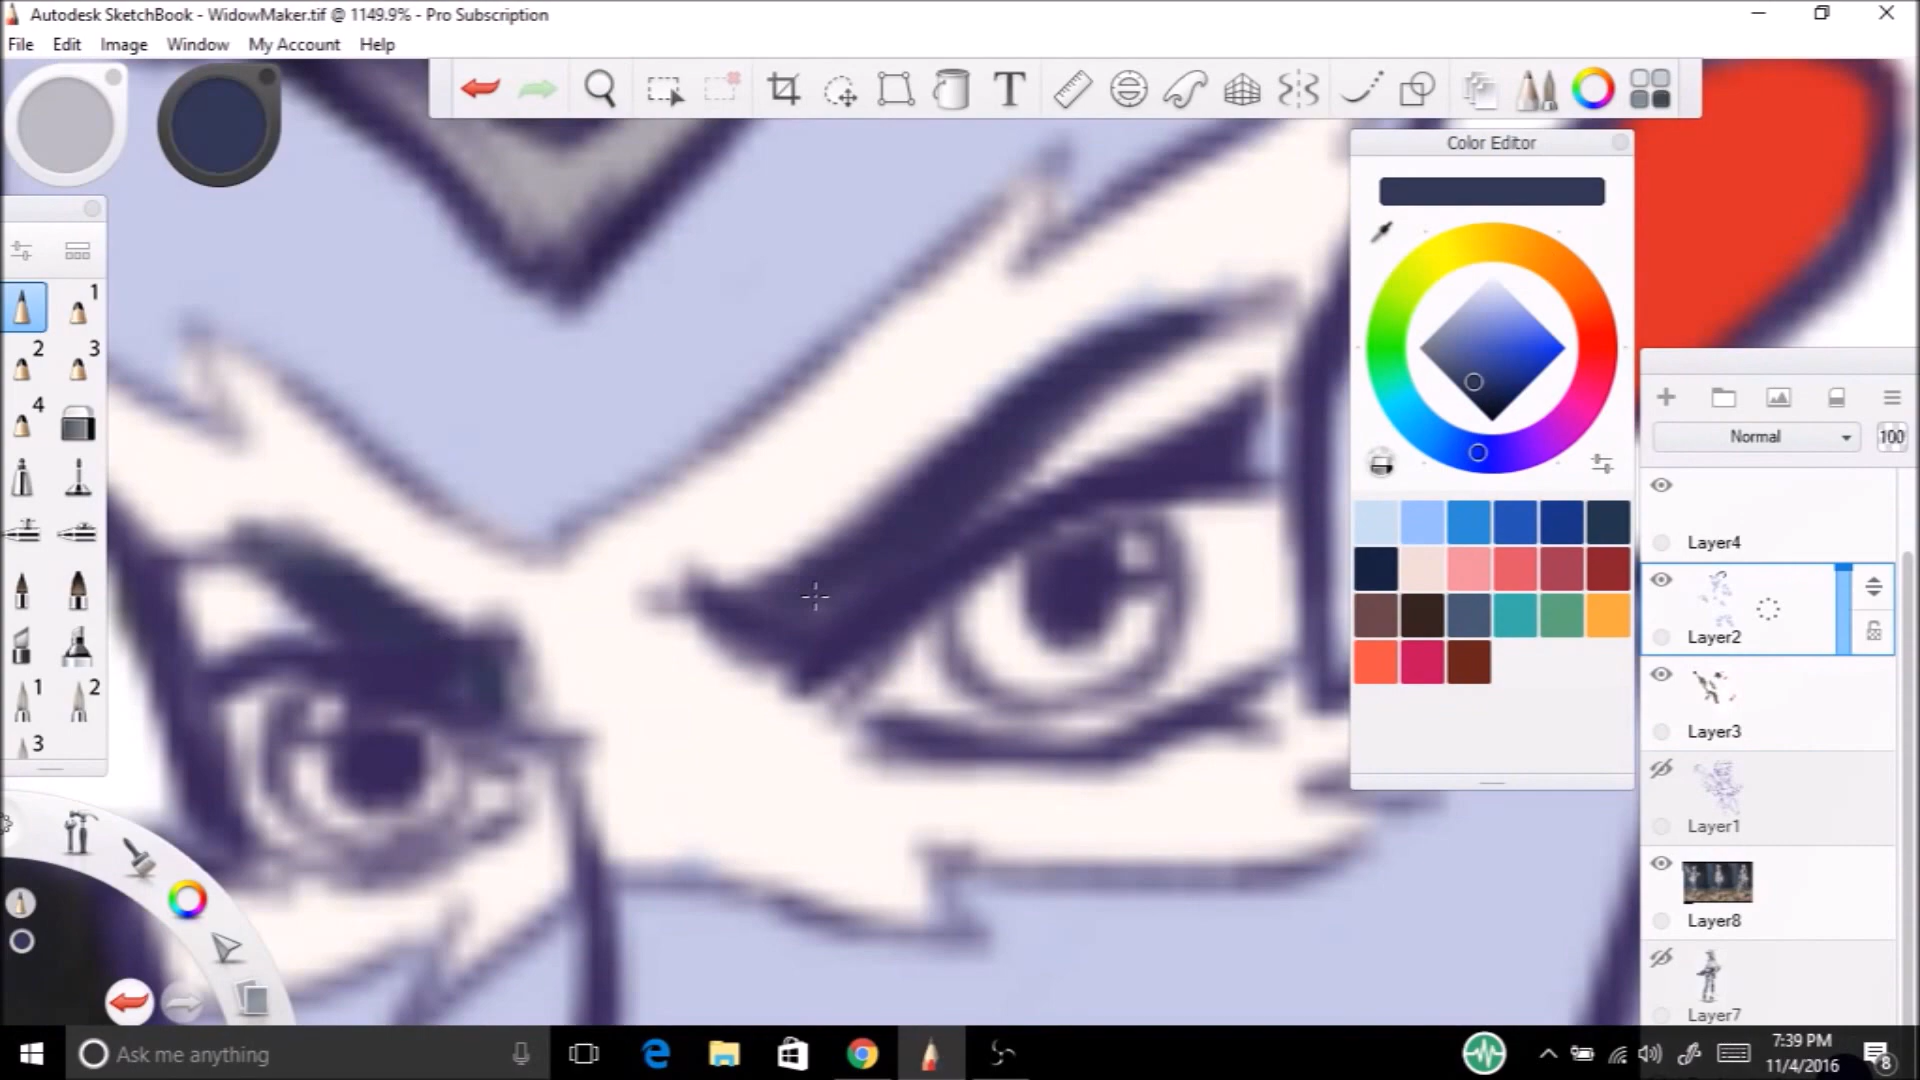 Autodesk SketchBook - WidowMaker.tif @ 1149.9% - Pro Subscription
File Edit Image Window My Account Help
T
Color Editor
1
2 3
4
1 2
3
Normal 100
Layer4
Layer2
Layer3
Layer1
Layer8
Layer7
Ask me anything
7:39 PM
11/4/2016
8